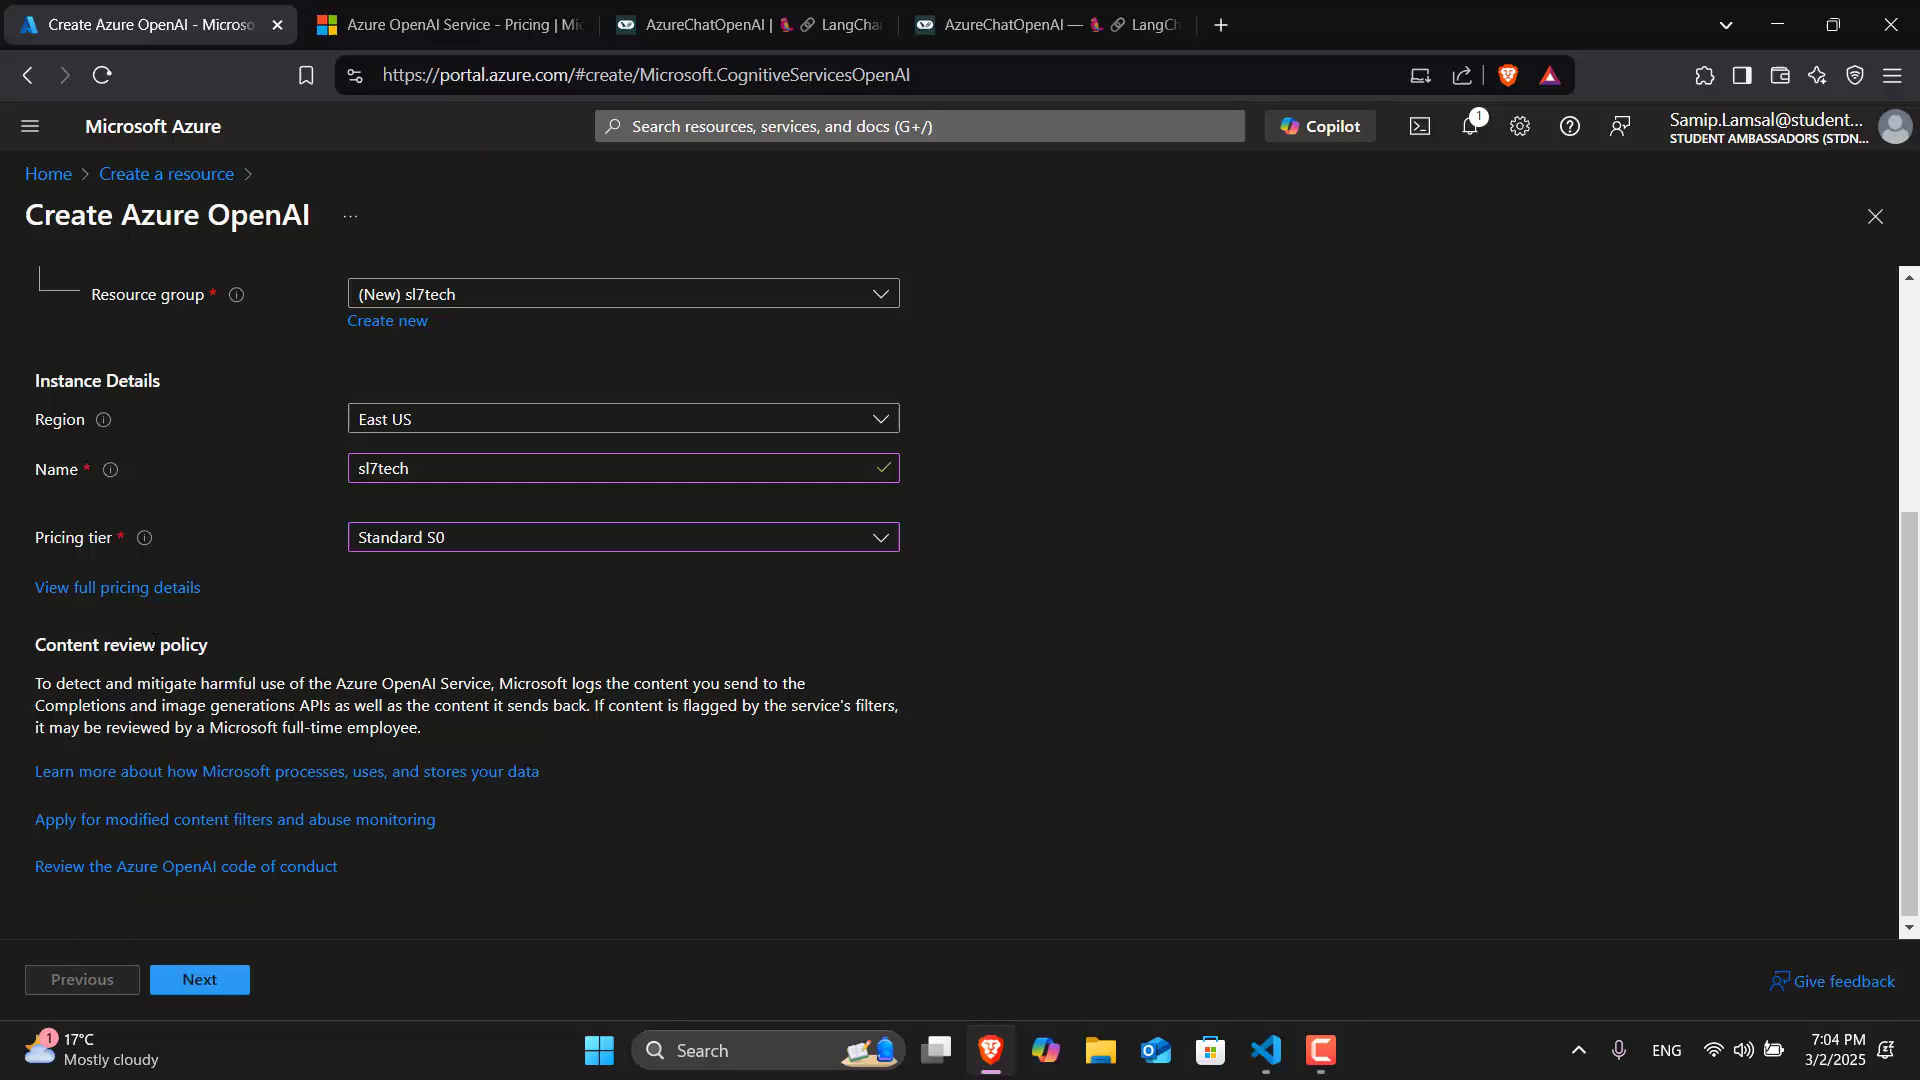 Create Azure OpenAI - Microso
Azure OpenAI Service - Pricing | Mi
AzureChatOpenAI | 🦜️🔗 LangChai
AzureChatOpenAI — 🦜🔗 LangCh
https://portal.azure.com/#create/Microsoft.CognitiveServicesOpenAI
Microsoft Azure
Search resources, services, and docs (G+/)
Copilot
1
Samip.Lamsal@student...
STUDENT AMBASSADORS (STDN...
Home > Create a resource >
Create Azure OpenAI ...
Resource group *
(New) sl7tech
Create new
Instance Details
Region
East US
Name *
sl7tech
Pricing tier *
Standard S0
View full pricing details
Content review policy
To detect and mitigate harmful use of the Azure OpenAI Service, Microsoft logs the content you send to the
Completions and image generations APIs as well as the content it sends back. If content is flagged by the service's filters,
it may be reviewed by a Microsoft full-time employee.
Learn more about how Microsoft processes, uses, and stores your data
Apply for modified content filters and abuse monitoring
Review the Azure OpenAI code of conduct
Previous
Next
Give feedback
1
17°C
Mostly cloudy
Search
ENG
7:04 PM
3/2/2025